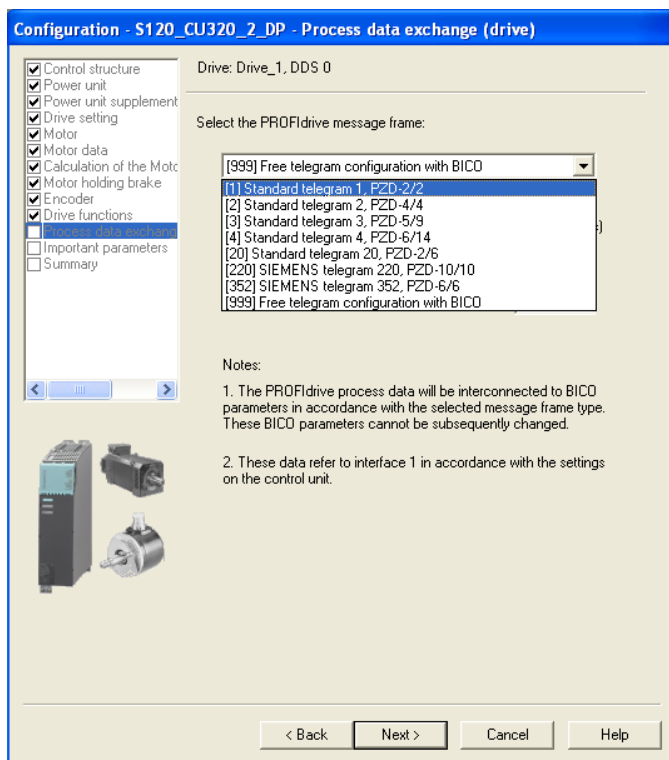 Configuration - S120_CU320_2_DP - Process data exchange (drive)
Control structure
Power unit
Power unit supplement
Drive setting
Motor
Motor data
Calculation of the Motc
Motor holding brake
Encoder
Drive functions
Process data exchang
Important parameters
Summary
Drive: Drive_1, DDS 0
Select the PROFIdrive message frame:
[999] Free telegram configuration with BICO
[1] Standard telegram 1, PZD-2/2
[2] Standard telegram 2, PZD-4/4
[3] Standard telegram 3, PZD-5/9
[4] Standard telegram 4, PZD-6/14
[20] Standard telegram 20, PZD-2/6
[220] SIEMENS telegram 220, PZD-10/10
[352] SIEMENS telegram 352, PZD-6/6
[999] Free telegram configuration with BICO
Notes:
1. The PROFIdrive process data will be interconnected to BICO
parameters in accordance with the selected message frame type.
These BICO parameters cannot be subsequently changed.
2. These data refer to interface 1 in accordance with the settings
on the control unit.
< Back
Next >
Cancel
Help